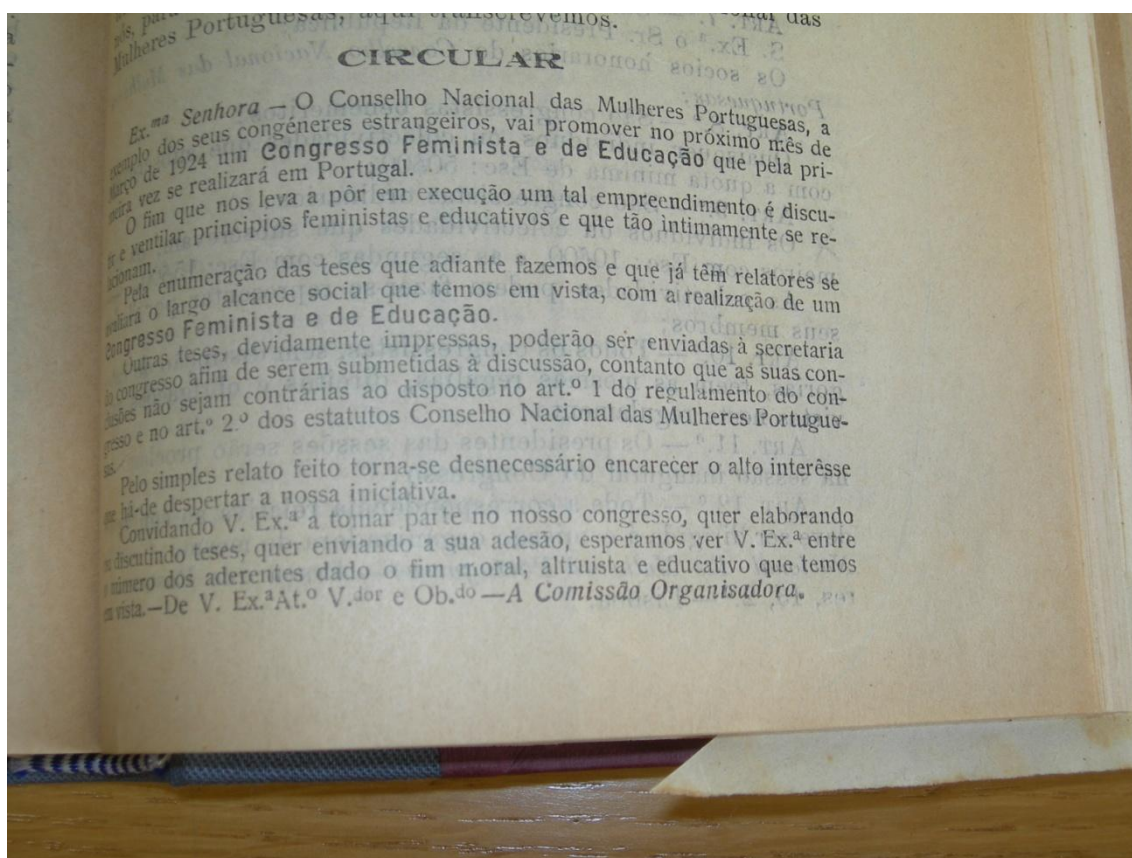 nós, para
Mulheres Portuguesas, aqui transcrevemos.
CIRCULAR
Ex.ma Senhora — O Conselho Nacional das Mulheres Portuguesas, a
exemplo dos seus congéneres estrangeiros, vai promover no próximo mês de
Março de 1924 um Congresso Feminista e de Educação que pela pri-
meira vez se realizará em Portugal.
O fim que nos leva a pôr em execução um tal empreendimento é discu-
tir e ventilar principios feministas e educativos e que tão intimamente se re-
lacionam.
Pela enumeração das teses que adiante fazemos e que já têm relatores se
avaliará o largo alcance social que temos em vista, com a realização de um
Congresso Feminista e de Educação.
Outras teses, devidamente impressas, poderão ser enviadas à secretaria
do congresso afim de serem submetidas à discussão, contanto que as suas con-
clusões não sejam contrárias ao disposto no art.º 1 do regulamento do con-
gresso e no art.º 2.º dos estatutos Conselho Nacional das Mulheres Portugue-
sas.
Pelo simples relato feito torna-se desnecessário encarecer o alto interêsse
que há-de despertar a nossa iniciativa.
Convidando V. Ex.ª a tomar parte no nosso congresso, quer elaborando
ou discutindo teses, quer enviando a sua adesão, esperamos ver V. Ex.ª entre
o número dos aderentes dado o fim moral, altruista e educativo que temos
em vista.—De V. Ex.ª At.º V.dor e Ob.do —A Comissão Organisadora.